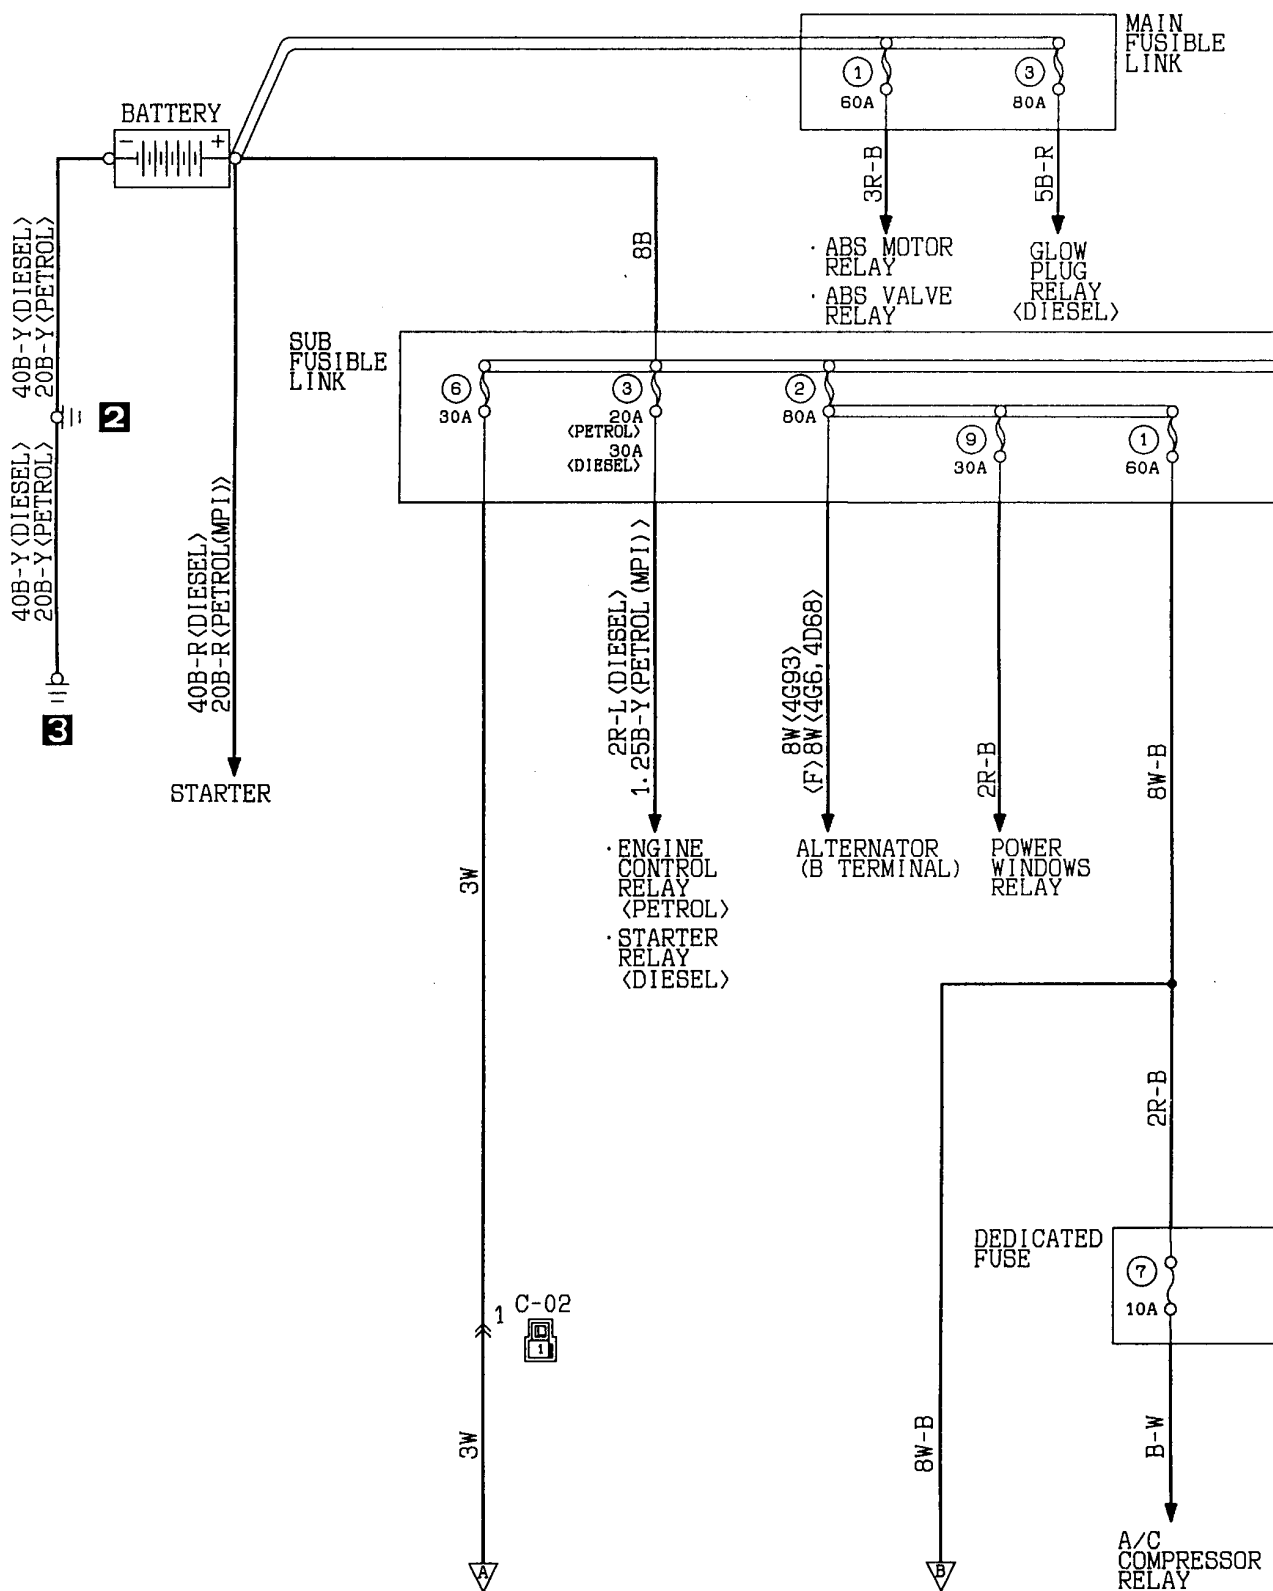 MAIN
FUSIBLE
LINK
1
60A
3
80A
BATTERY
- +
3R-B
5B-R
· ABS MOTOR
RELAY
· ABS VALVE
RELAY
GLOW
PLUG
RELAY
<DIESEL>
8B
40B-Y<DIESEL>
20B-Y<PETROL>
2
40B-Y<DIESEL>
20B-Y<PETROL>
3
40B-R<DIESEL>
20B-R<PETROL(MPI)>
STARTER
SUB
FUSIBLE
LINK
6
30A
3
20A
<PETROL>
30A
<DIESEL>
2
80A
9
30A
1
60A
3W
2R-L<DIESEL>
1.25B-Y<PETROL(MPI)>
8W<4G93>
<F>8W<4G6,4D68>
2R-B
8W-B
· ENGINE
CONTROL
RELAY
<PETROL>
· STARTER
RELAY
<DIESEL>
ALTERNATOR
(B TERMINAL)
POWER
WINDOWS
RELAY
2R-B
DEDICATED
FUSE
7
10A
1 C-02
1
3W
8W-B
B-W
A
B
A/C
COMPRESSOR
RELAY